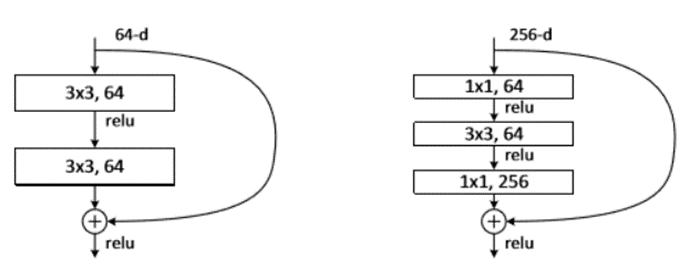 64-d
3x3, 64
relu
3x3, 64
+
relu
256-d
1x1, 64
relu
3x3, 64
relu
1x1, 256
+
relu